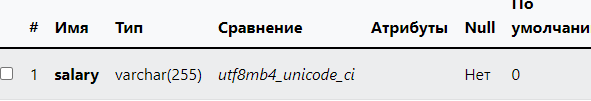 # Имя Тип Сравнение Атрибуты Null По умолчани
1 salary varchar(255) utf8mb4_unicode_ci Нет 0